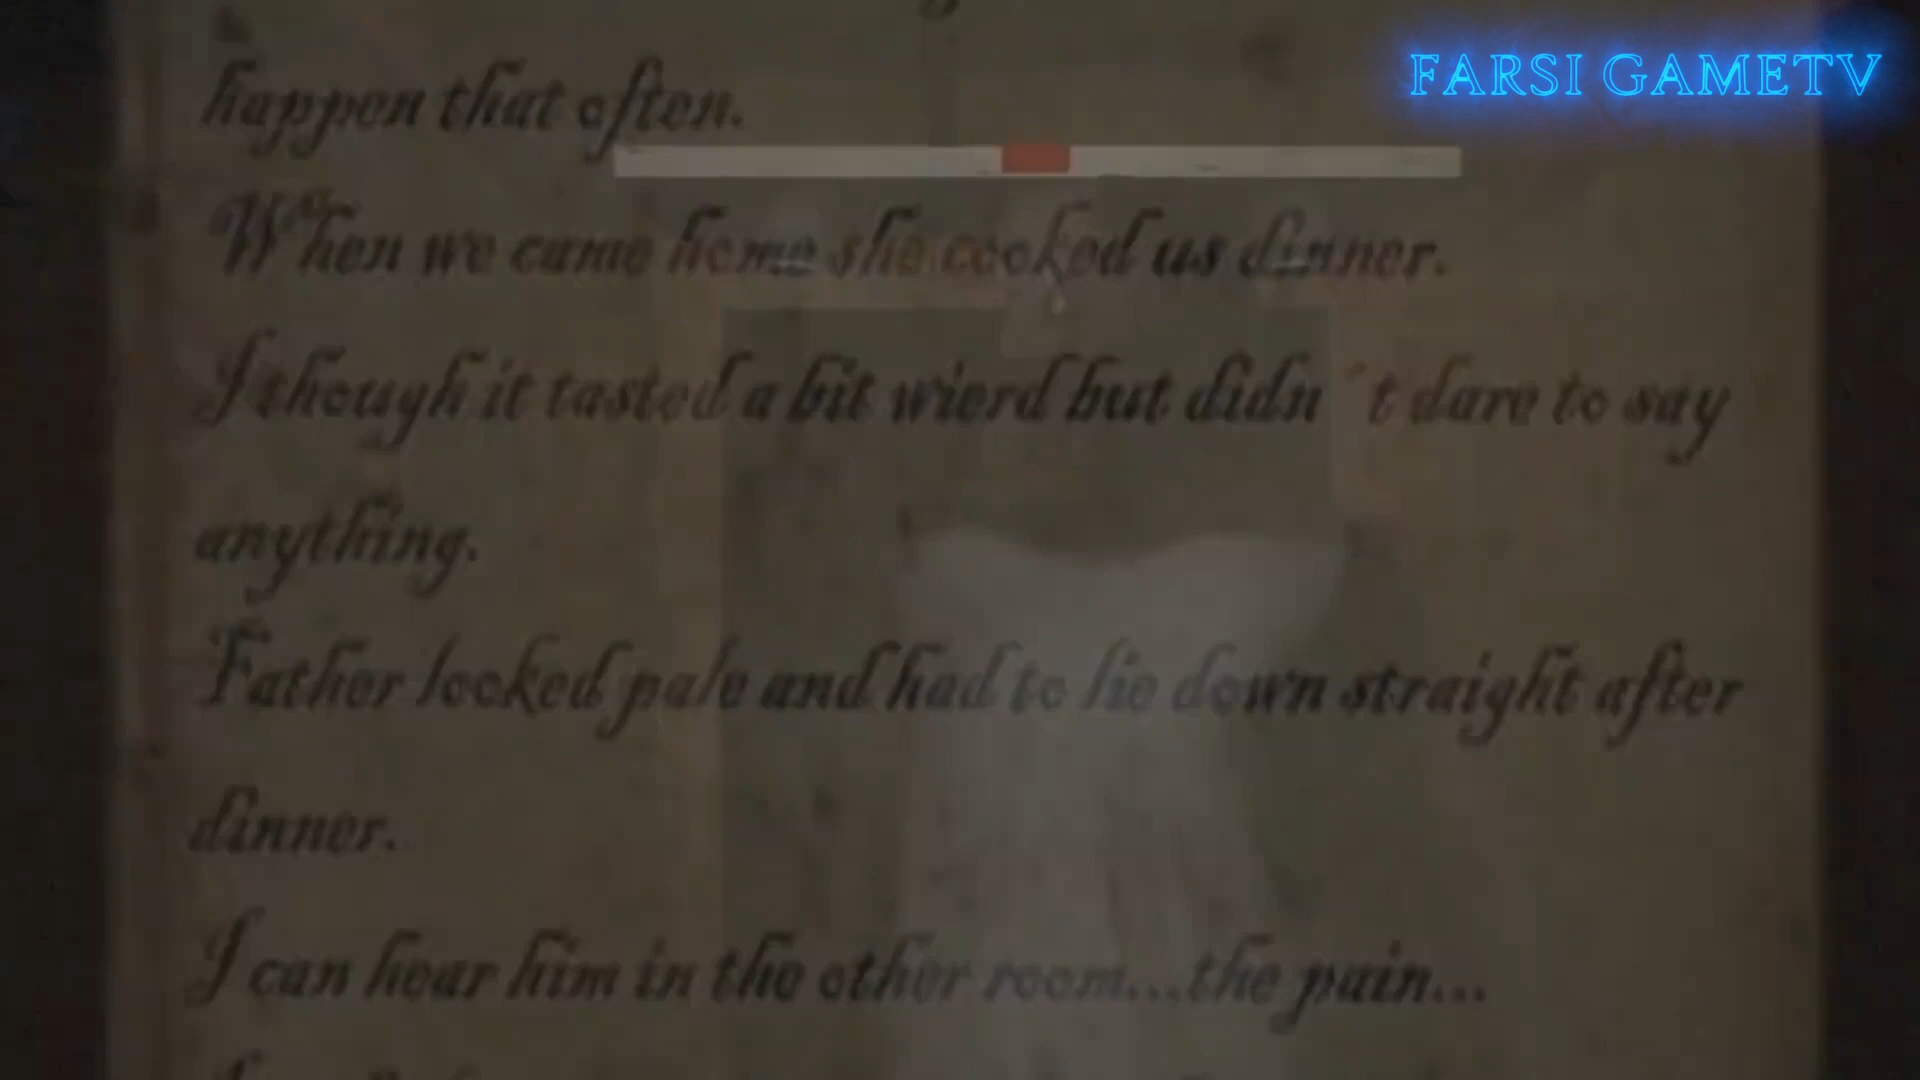 FARSI GAMETV
happen that often.
When we came home she cooked us dinner.
I though it tasted a bit wierd but didn´t dare to say
anything.
Father looked pale and had to lie down straight after
dinner.
I can hear him in the other room...the pain...